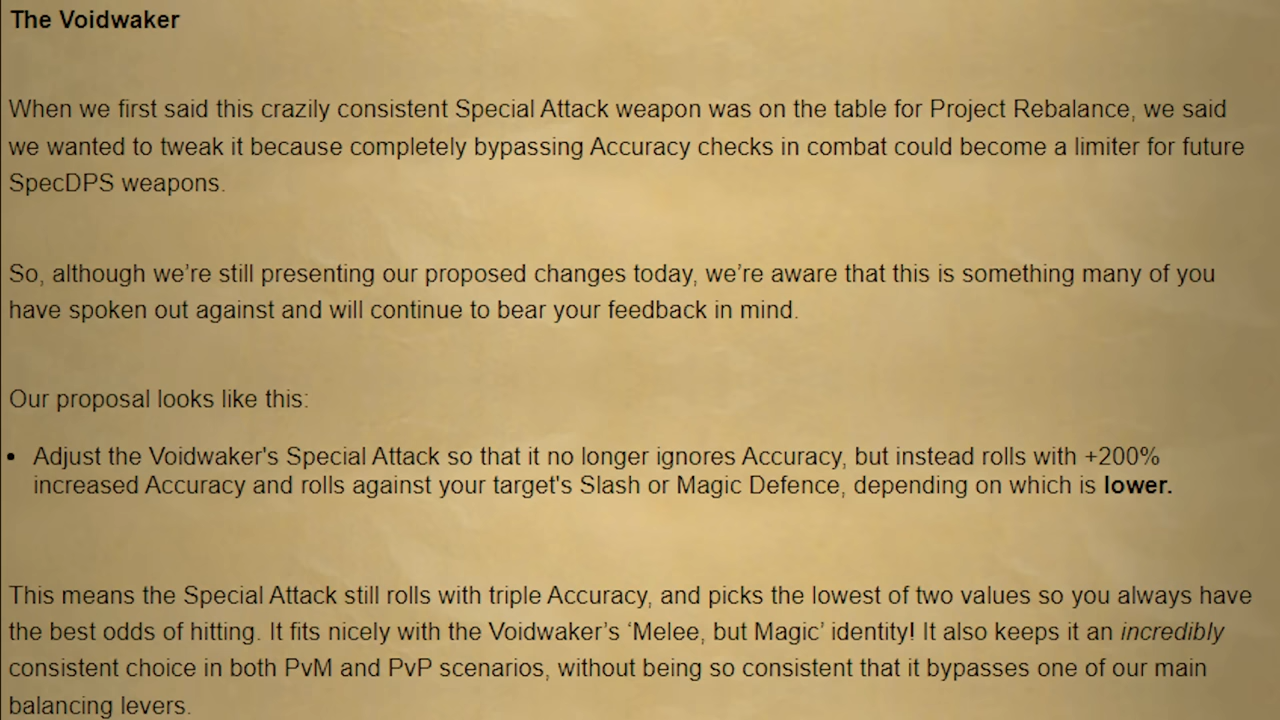 The Voidwaker
When we first said this crazily consistent Special Attack weapon was on the table for Project Rebalance, we said
we wanted to tweak it because completely bypassing Accuracy checks in combat could become a limiter for future
SpecDPS weapons.
So, although we’re still presenting our proposed changes today, we’re aware that this is something many of you
have spoken out against and will continue to bear your feedback in mind.
Our proposal looks like this:
• Adjust the Voidwaker's Special Attack so that it no longer ignores Accuracy, but instead rolls with +200%
increased Accuracy and rolls against your target's Slash or Magic Defence, depending on which is lower.
This means the Special Attack still rolls with triple Accuracy, and picks the lowest of two values so you always have
the best odds of hitting. It fits nicely with the Voidwaker’s ‘Melee, but Magic’ identity! It also keeps it an incredibly
consistent choice in both PvM and PvP scenarios, without being so consistent that it bypasses one of our main
balancing levers.